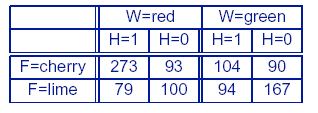 W=red W=green
H=1 H=0 H=1 H=0
F=cherry 273 93 104 90
F=lime 79 100 94 167